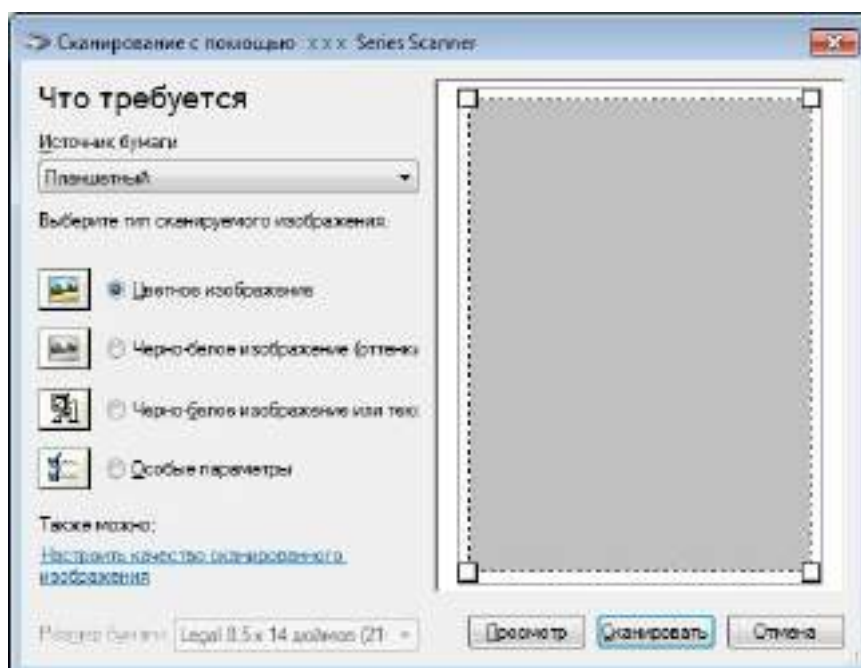 Сканирование с помощью x x x Series Scanner
Что требуется
Источник бумаги
Планшетный
Выберите тип сканируемого изображения.
Цветное изображение
Черно-белое изображение (оттенки
Черно-белое изображение или текс
Особые параметры
Также можно:
Настроить качество сканированного
изображения
Размер бумаги: Legal 8.5 x 14 дюймов (21
Просмотр Сканировать Отмена